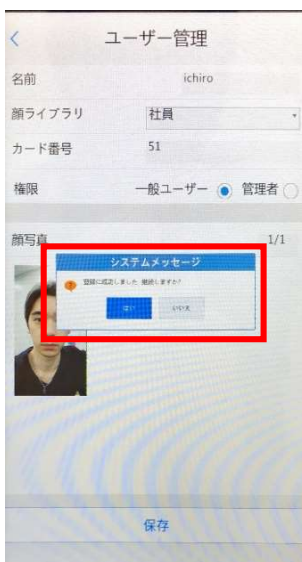 ユーザー管理
名前 ichiro
顔ライブラリ 社員
カード番号 51
権限 一般ユーザー 管理者
顔写真 1/1
システムメッセージ
登録に成功しました 継続しますか?
はい いいえ
保存